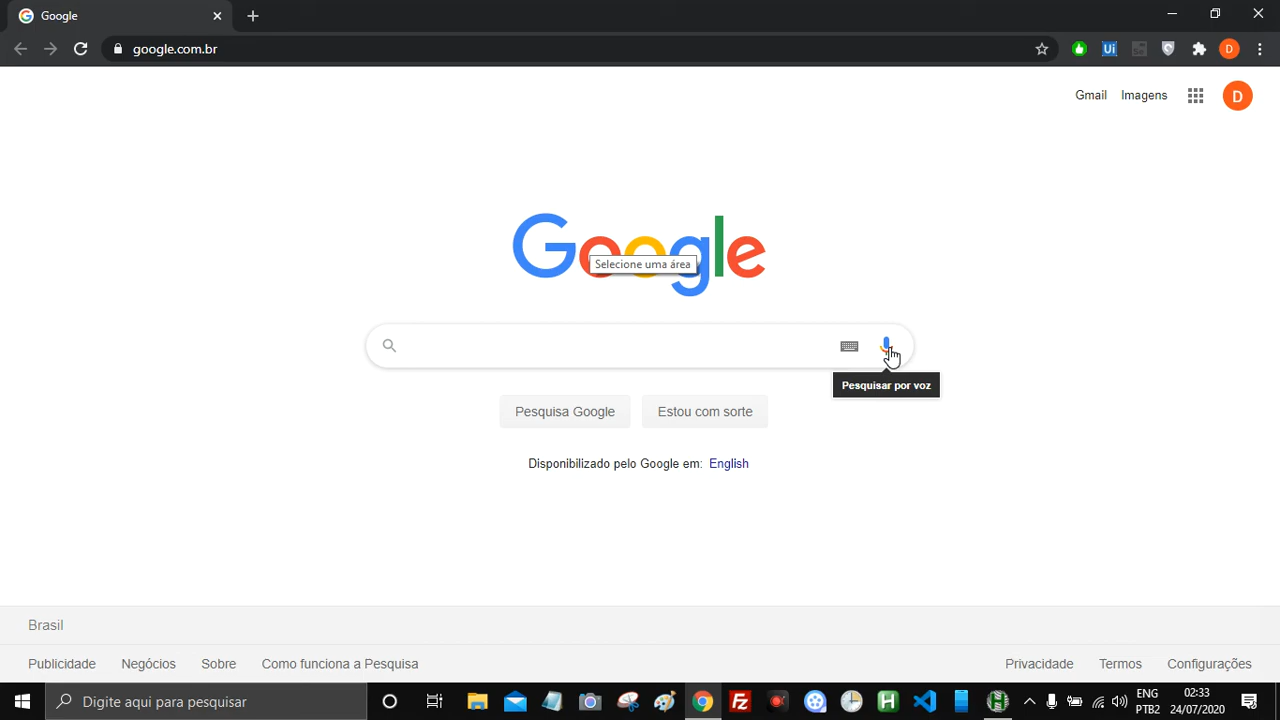 Google
google.com.br
Ui
D
Gmail Imagens
D
Google
Selecione uma área
Pesquisar por voz
Pesquisa Google Estou com sorte
Disponibilizado pelo Google em: English
Brasil
Publicidade Negócios Sobre Como funciona a Pesquisa Privacidade Termos Configurações
Digite aqui para pesquisar
Fz
H
ENG 02:33
PTB2 24/07/2020